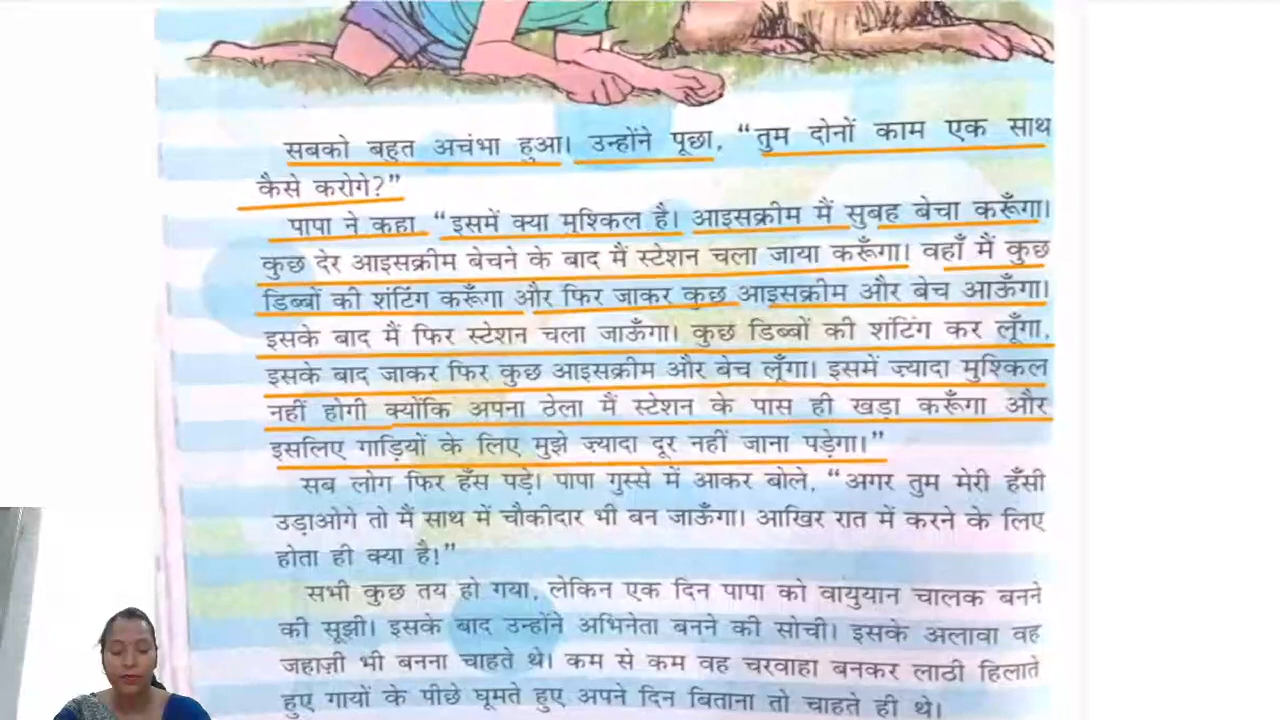 सबको बहुत अचंभा हुआ। उन्होंने पूछा, “तुम दोनों काम एक साथ
कैसे करोगे?”
पापा ने कहा “इसमें क्या मुश्किल है। आइसक्रीम मैं सुबह बेचा करूँगा।
कुछ देर आइसक्रीम बेचने के बाद मैं स्टेशन चला जाया करूँगा। वहाँ मैं कुछ
डिब्बों की शंटिंग करूँगा और फिर जाकर कुछ आइसक्रीम और बेच आऊँगा।
इसके बाद मैं फिर स्टेशन चला जाऊँगा। कुछ डिब्बों की शंटिंग कर लूँगा,
इसके बाद जाकर फिर कुछ आइसक्रीम और बेच लूँगा। इसमें ज़्यादा मुश्किल
नहीं होगी क्योंकि अपना ठेला मैं स्टेशन के पास ही खड़ा करूँगा और
इसलिए गाड़ियों के लिए मुझे ज़्यादा दूर नहीं जाना पड़ेगा।”
सब लोग फिर हँस पड़े। पापा गुस्से में आकर बोले, “अगर तुम मेरी हँसी
उड़ाओगे तो मैं साथ में चौकीदार भी बन जाऊँगा। आखिर रात में करने के लिए
होता ही क्या है!”
सभी कुछ तय हो गया, लेकिन एक दिन पापा को वायुयान चालक बनने
की सूझी। इसके बाद उन्होंने अभिनेता बनने की सोची। इसके अलावा वह
जहाज़ी भी बनना चाहते थे। कम से कम वह चरवाहा बनकर लाठी हिलाते
हुए गायों के पीछे घूमते हुए अपने दिन बिताना तो चाहते ही थे।